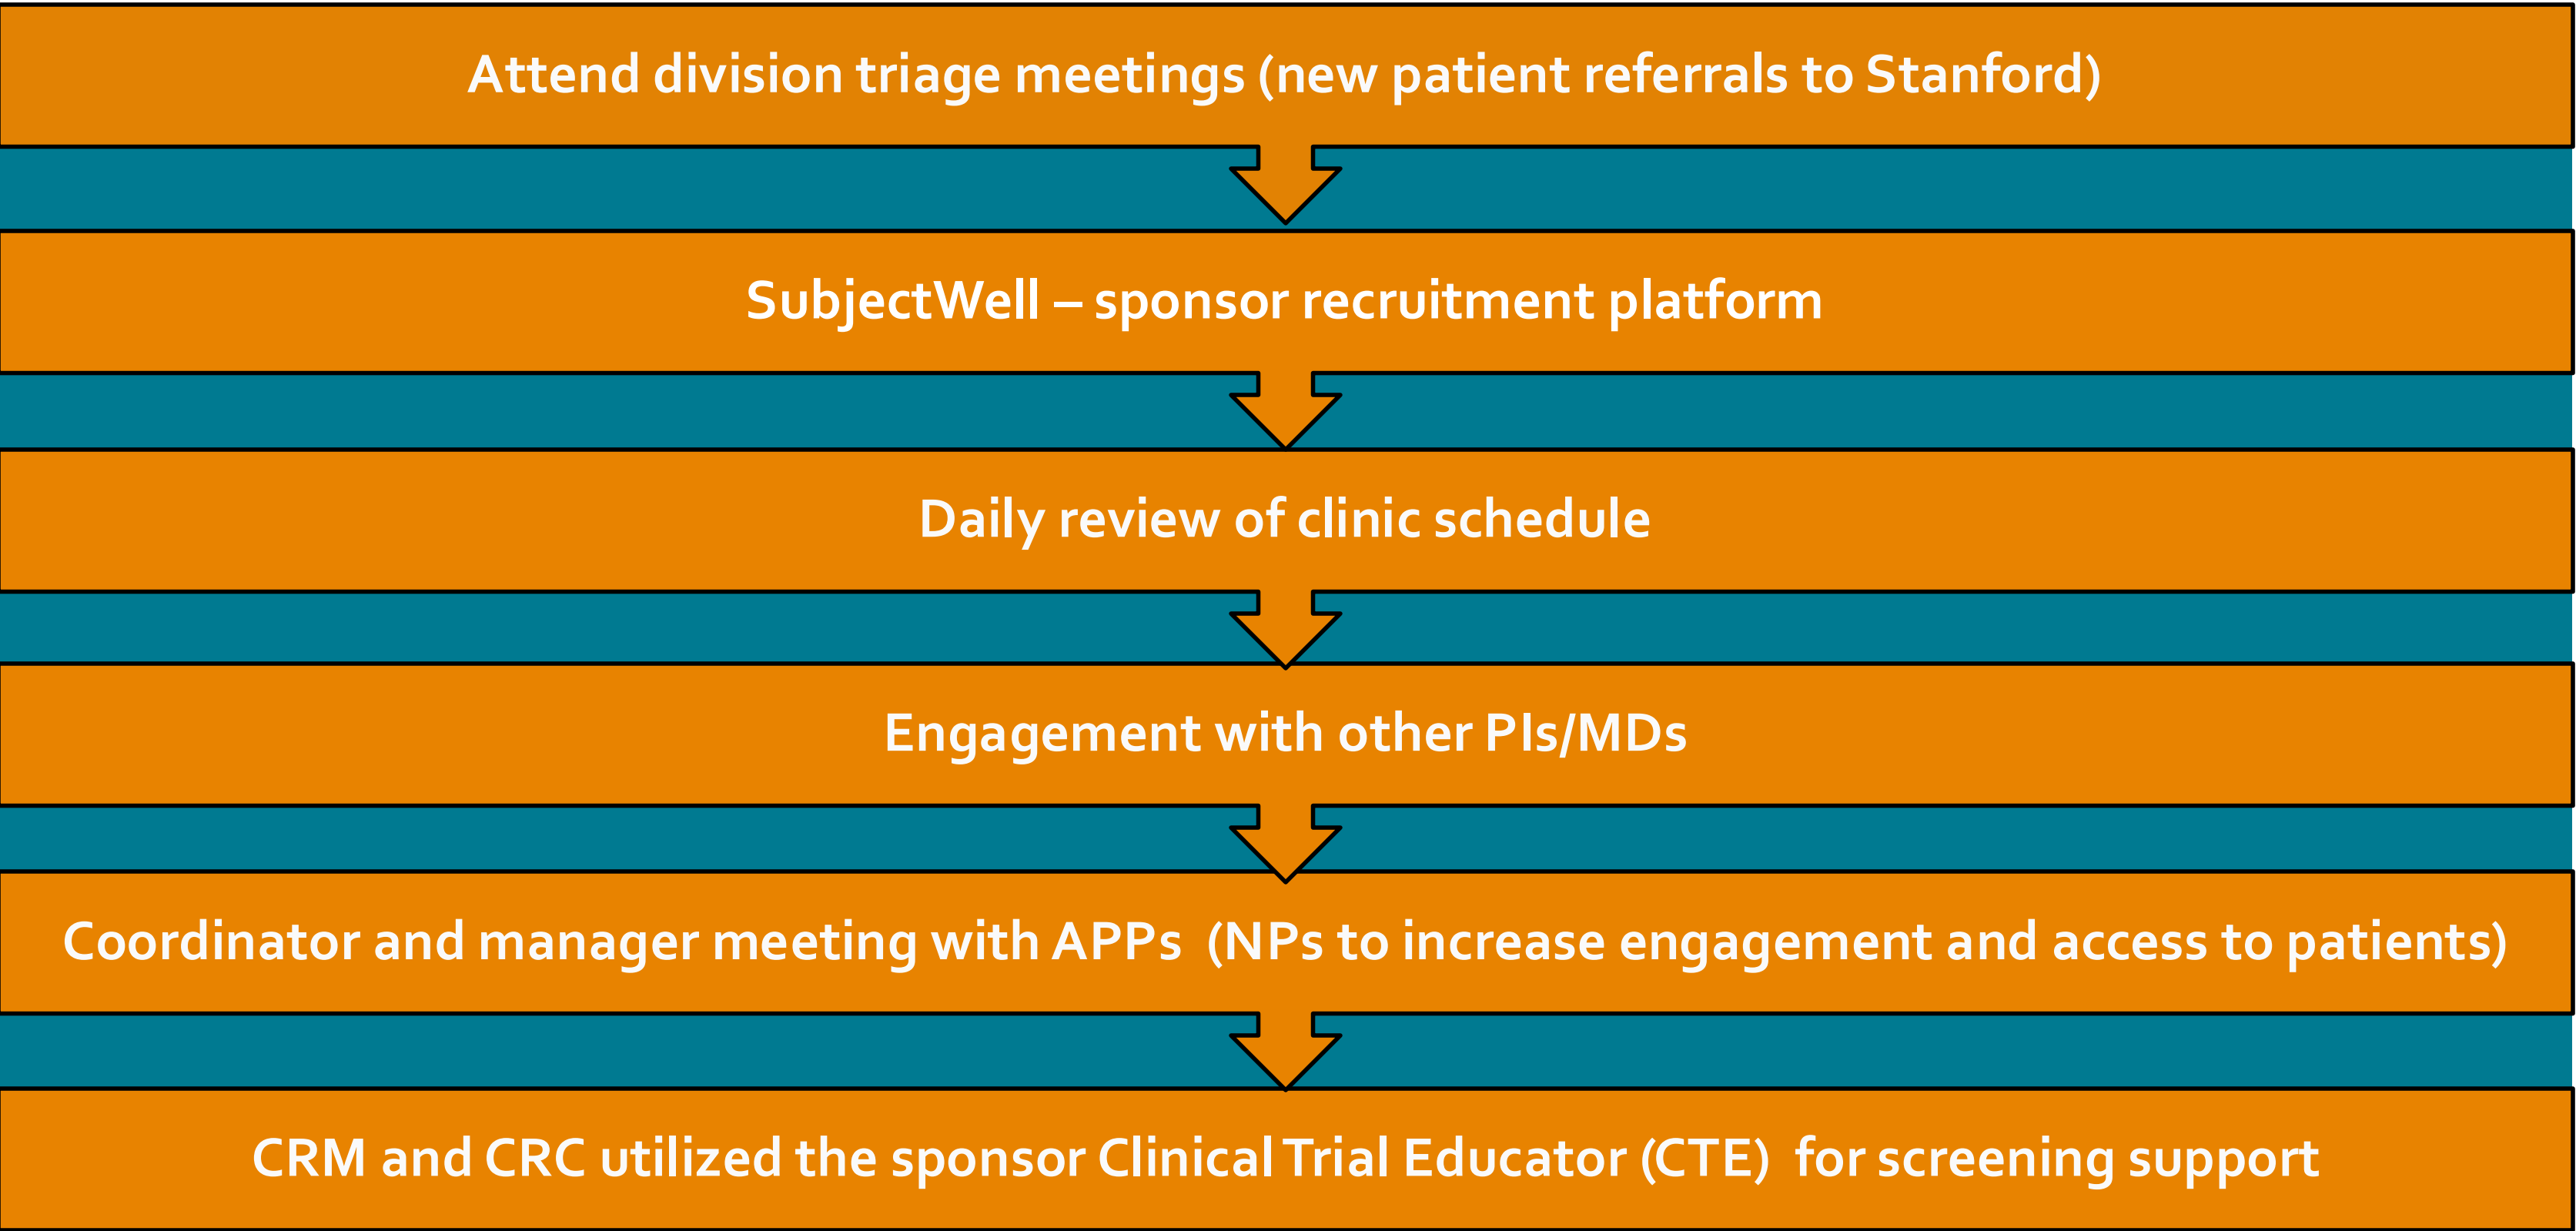 Attend division triage meetings (new patient referrals to Stanford)
SubjectWell – sponsor recruitment platform
Daily review of clinic schedule
Engagement with other PIs/MDs
Coordinator and manager meeting with APPs  (NPs to increase engagement and access to patients)
CRM and CRC utilized the sponsor Clinical Trial Educator (CTE)  for screening support